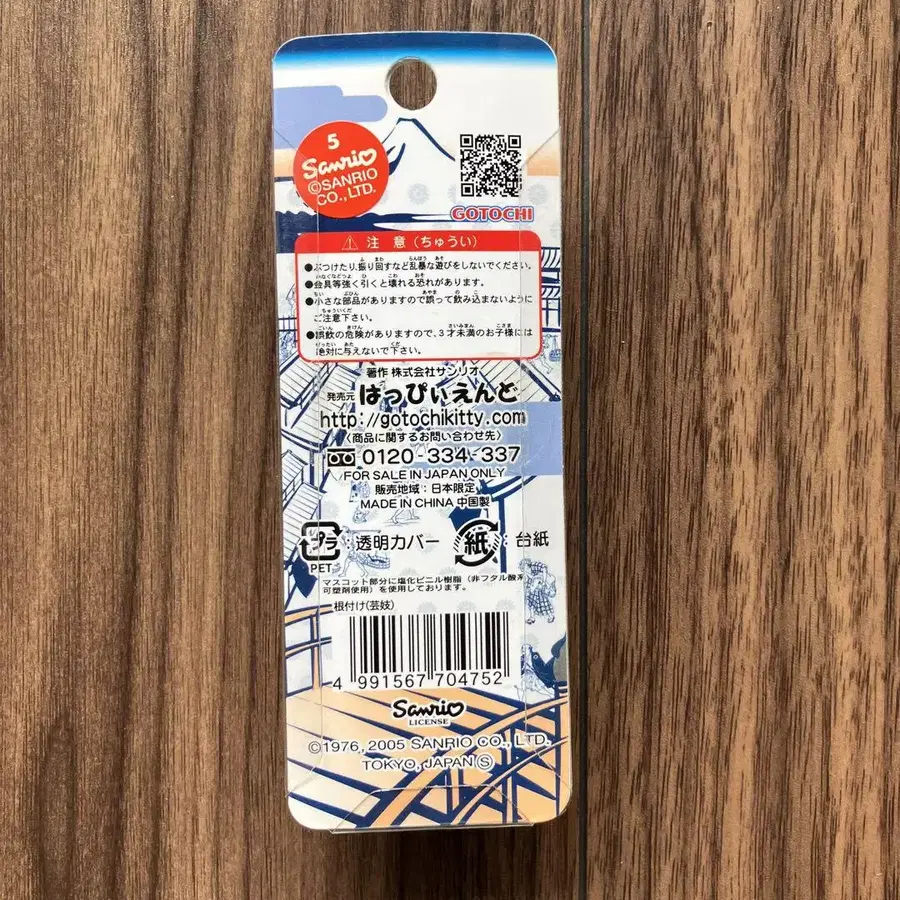 5
Sanrio
©SANRIO
CO., LTD.
GOTOCHI
注 意 (ちゅうい)
●ぶつけたり、振り回すなど乱暴な遊びをしないでください。
●金具等強く引くと壊れる恐れがあります。
●小さな部品がありますので誤って飲み込まないように
ご注意下さい。
●誤飲の危険がありますので、3才未満のお子様には
絶対に与えないで下さい。
著作 株式会社サンリオ
発売元 はっぴぃえんど
http://gotochikitty.com
〈商品に関するお問い合わせ先〉
0120-334-337
FOR SALE IN JAPAN ONLY
販売地域:日本限定
MADE IN CHINA 中国製
プラ:透明カバー 紙:台紙
PET
マスコット部分に塩化ビニル樹脂(非フタル酸系
可塑剤使用)を使用しております。
根付け(芸妓)
4 991567 704752
Sanrio
LICENSE
©1976, 2005 SANRIO CO., LTD.
TOKYO, JAPAN Ⓢ